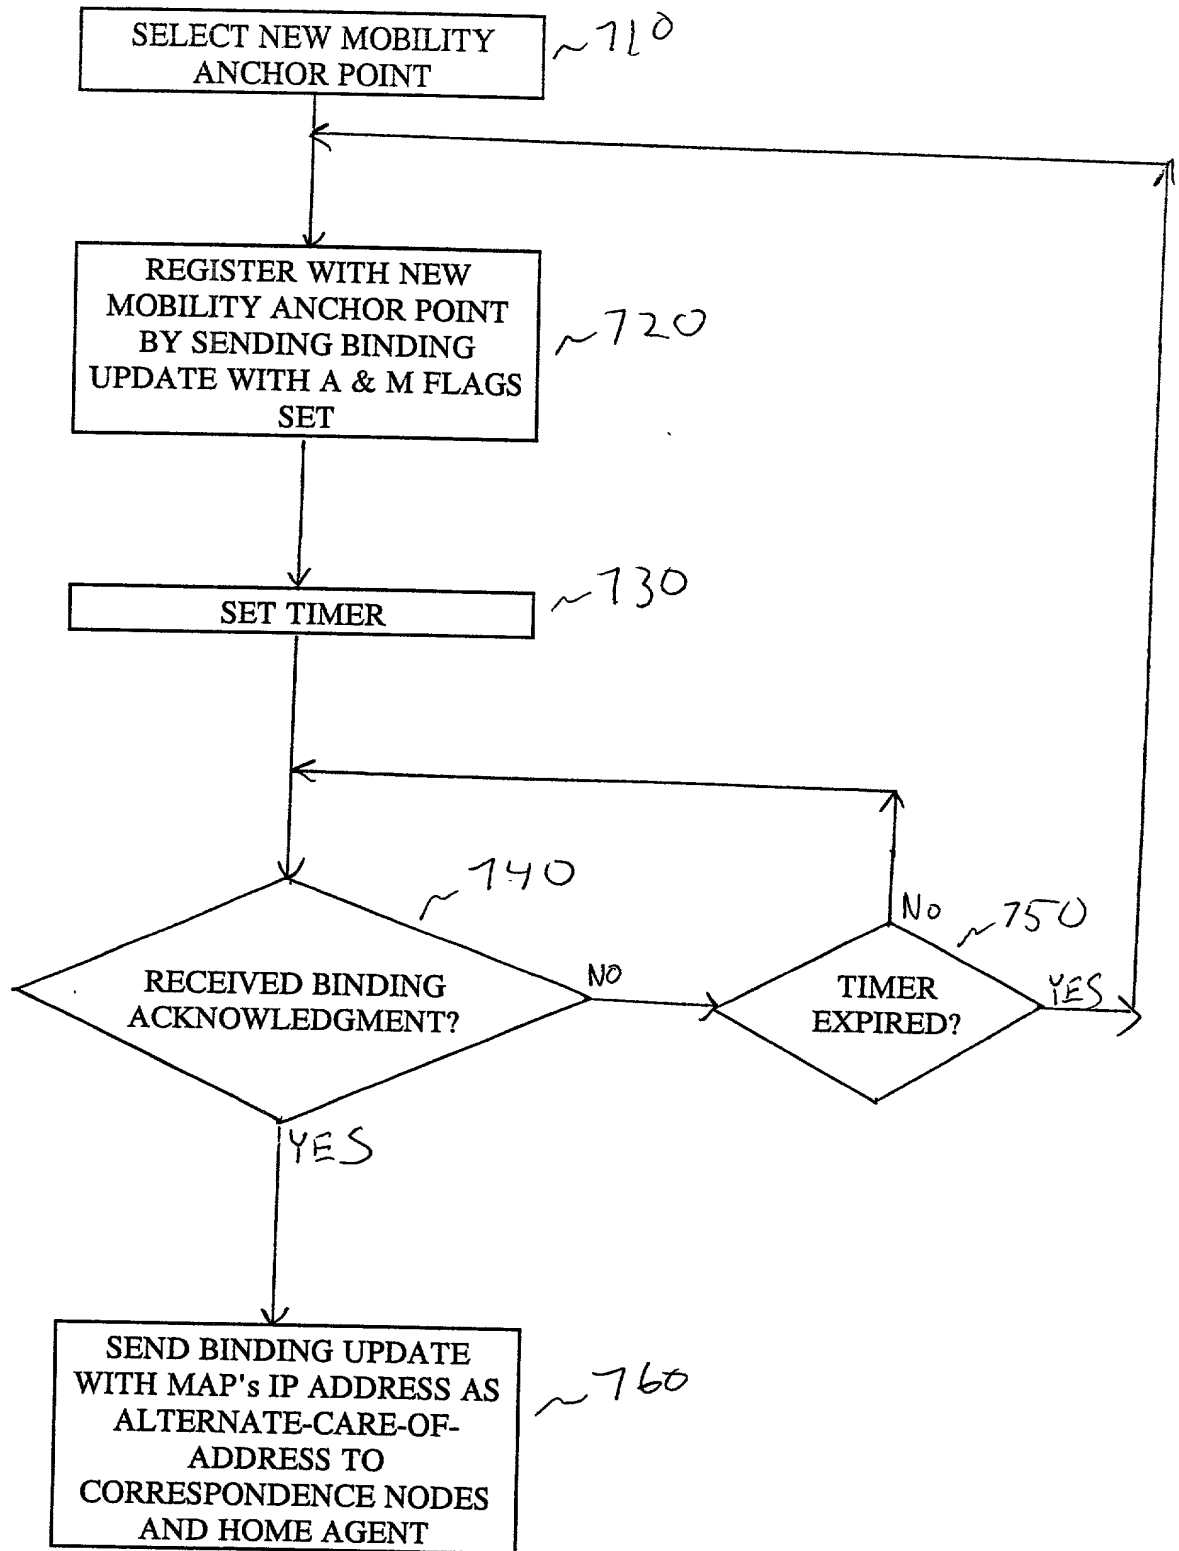 SELECT NEW MOBILITY
ANCHOR POINT
710
REGISTER WITH NEW
MOBILITY ANCHOR POINT
BY SENDING BINDING
UPDATE WITH A & M FLAGS
SET
720
SET TIMER
730
RECEIVED BINDING
ACKNOWLEDGMENT?
740
NO
YES
TIMER
EXPIRED?
750
No
YES
SEND BINDING UPDATE
WITH MAP's IP ADDRESS AS
ALTERNATE-CARE-OF-
ADDRESS TO
CORRESPONDENCE NODES
AND HOME AGENT
760